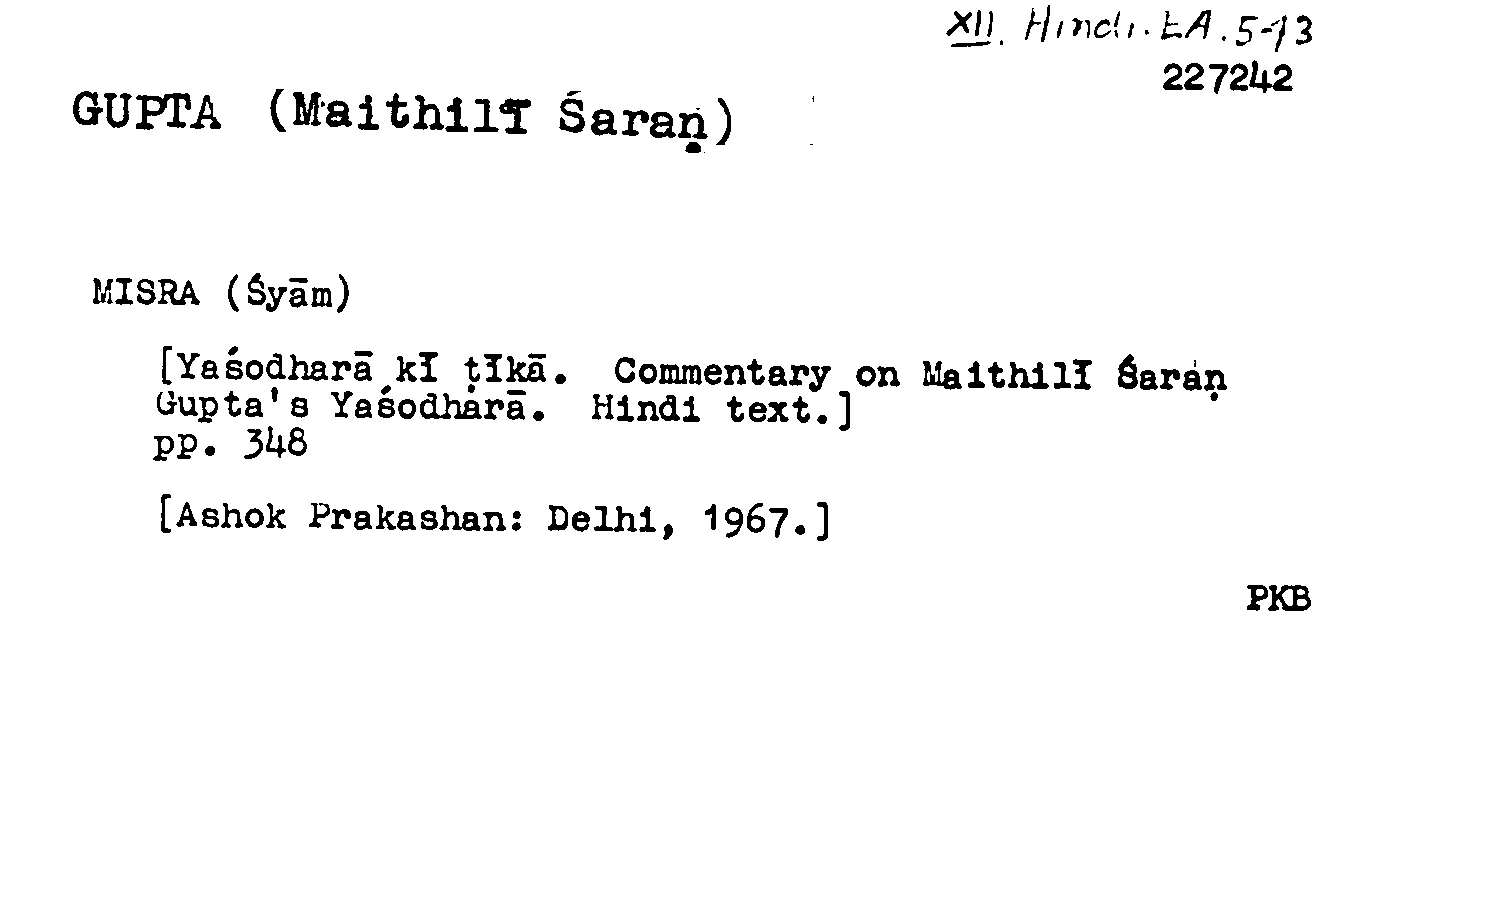 XII. Hindi. EA. 5-13
227242
GUPTA (Maithilī Śaraṇ)
MISRA (Śyām)
[Yaśodharā kī ṭīkā. Commentary on Maithilī Śaraṇ
Gupta's Yaśodharā. Hindi text.]
pp. 348
[Ashok Prakashan: Delhi, 1967.]
PKB